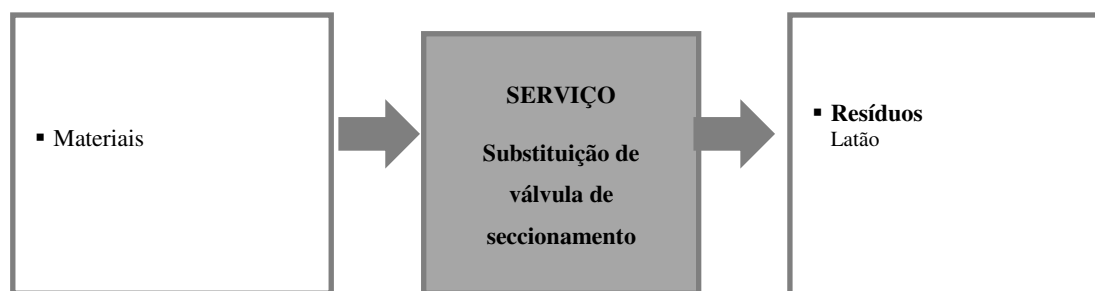 ▪ Materiais
SERVIÇO
Substituição de
válvula de
seccionamento
▪ Resíduos
Latão